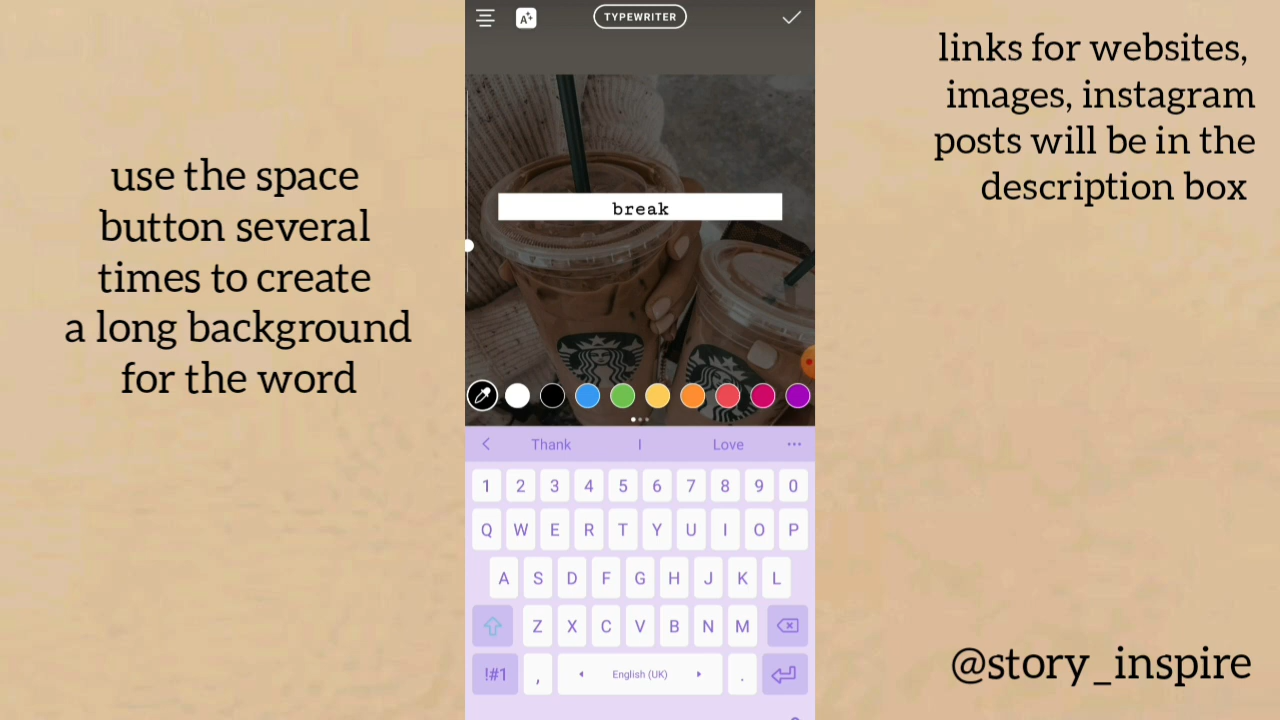 use the space
button several
times to create
a long background
for the word
TYPEWRITER
break
Thank I Love
1 2 3 4 5 6 7 8 9 0
Q W E R T Y U I O P
A S D F G H J K L
Z X C V B N M
!#1 , English (UK) .
links for websites,
images, instagram
posts will be in the
description box
@story_inspire